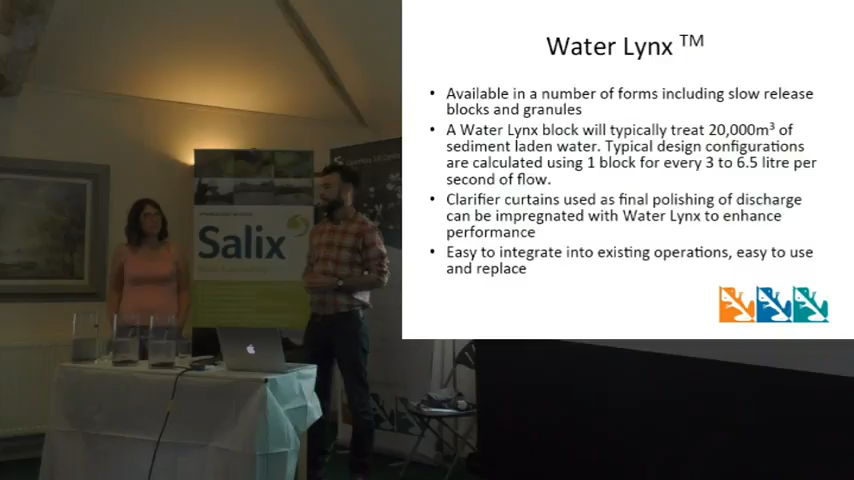 Water Lynx TM
• Available in a number of forms including slow release
blocks and granules
• A Water Lynx block will typically treat 20,000m³ of
sediment laden water. Typical design configurations
are calculated using 1 block for every 3 to 6.5 litre per
second of flow.
• Clarifier curtains used as final polishing of discharge
can be impregnated with Water Lynx to enhance
performance
• Easy to integrate into existing operations, easy to use
and replace
Salix